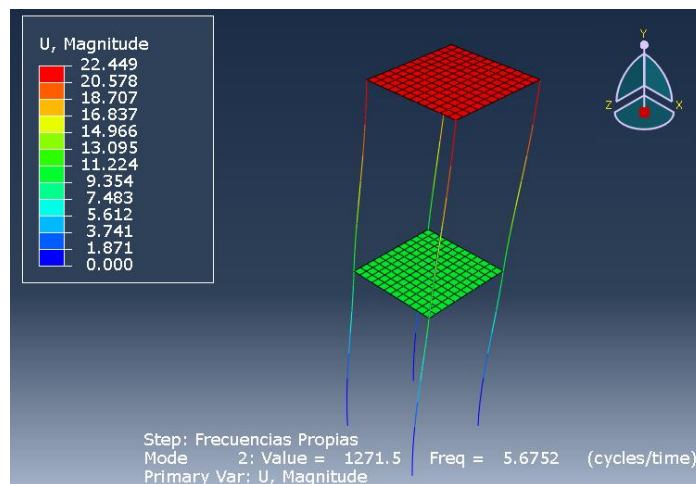 U, Magnitude
22.449
20.578
18.707
16.837
14.966
13.095
11.224
9.354
7.483
5.612
3.741
1.871
0.000
Y
Z
X
Step: Frecuencias Propias
Mode 2: Value = 1271.5 Freq = 5.6752 (cycles/time)
Primary Var: U, Magnitude